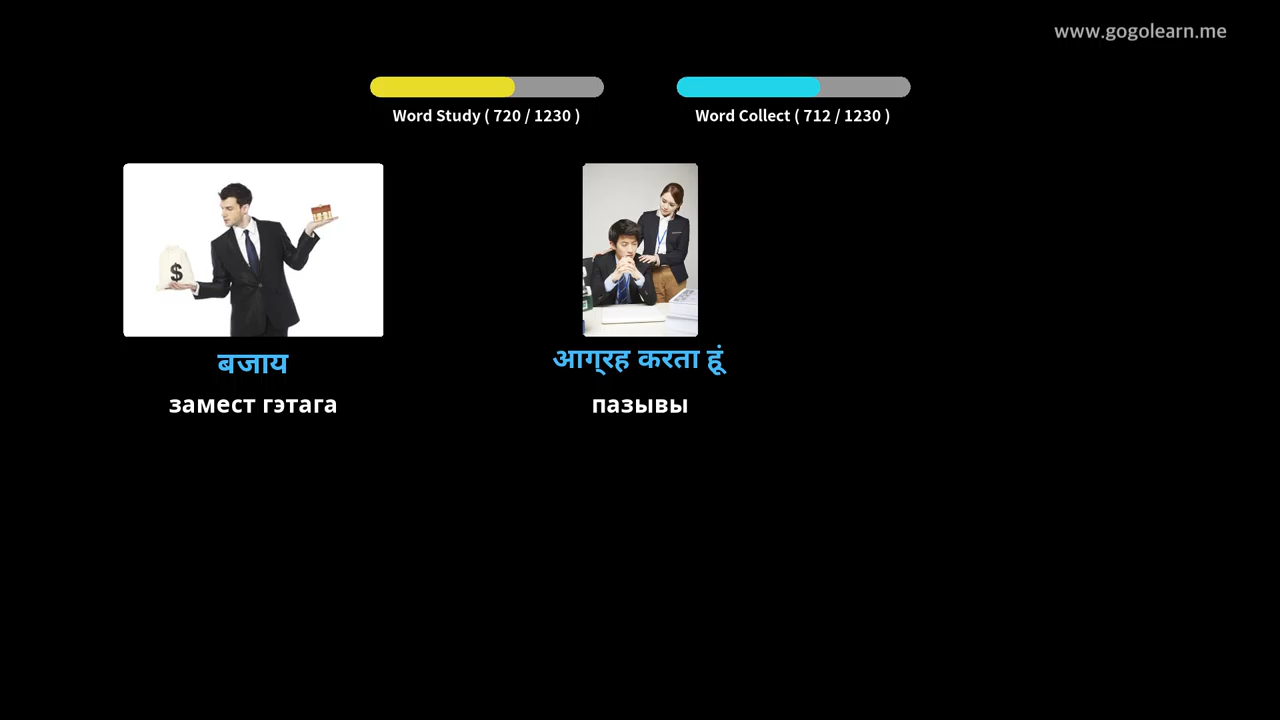 www.gogolearn.me
Word Study ( 720 / 1230 )
Word Collect ( 712 / 1230 )
$
बजाय
замест гэтага
आग्रह करता हूं
пазывы